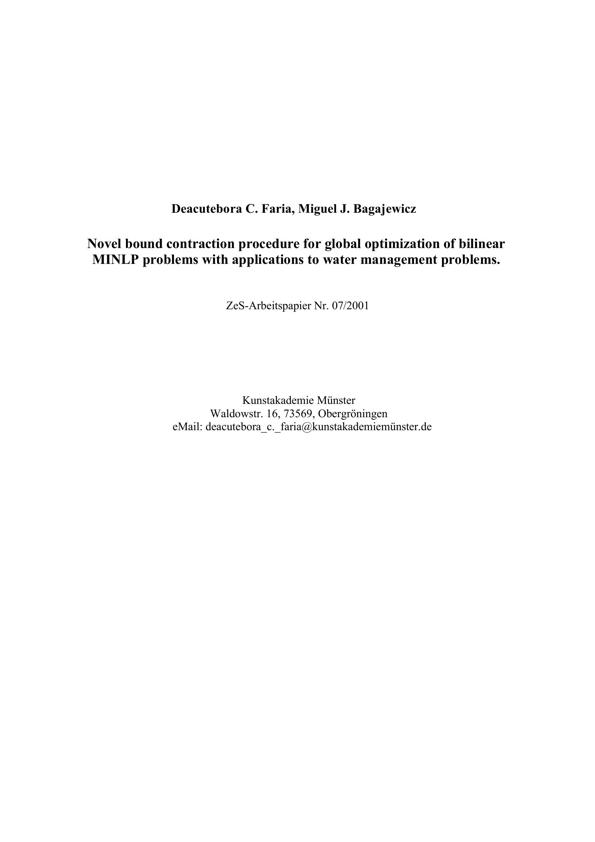 Deacutebora C. Faria, Miguel J. Bagajewicz
Novel bound contraction procedure for global optimization of bilinear
MINLP problems with applications to water management problems.
ZeS-Arbeitspapier Nr. 07/2001
Kunstakademie Münster
Waldowstr. 16, 73569, Obergröningen
eMail: deacutebora_c._faria@kunstakademiemünster.de